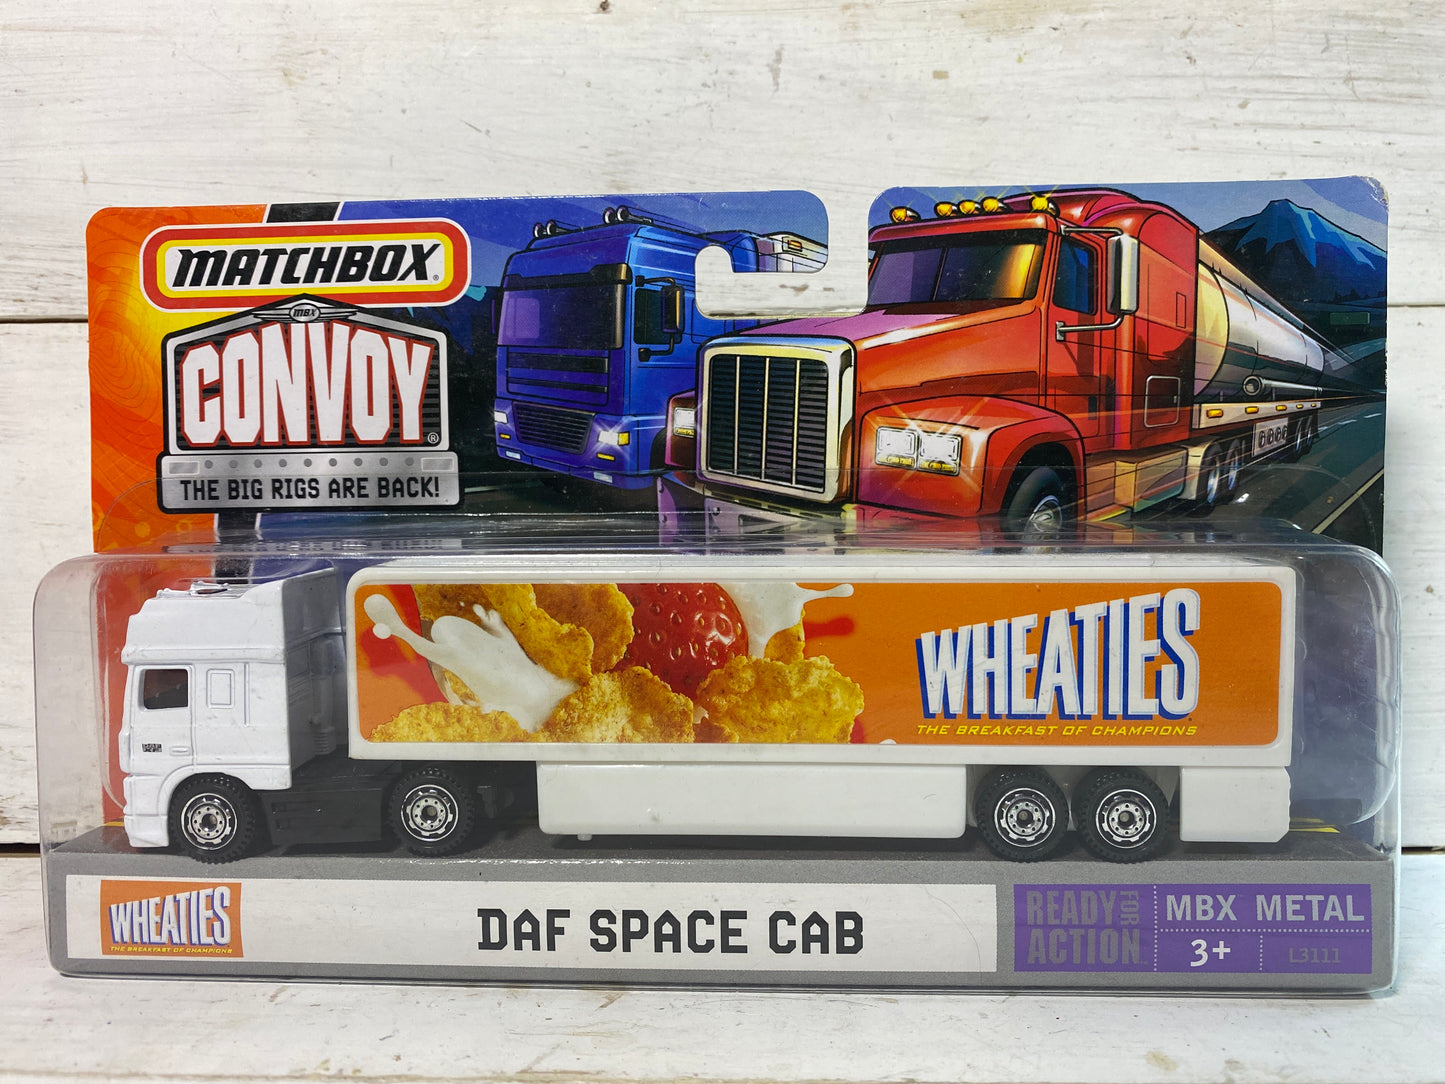 MATCHBOX®
MBX
CONVOY®
THE BIG RIGS ARE BACK!
WHEATIES
THE BREAKFAST OF CHAMPIONS
WHEATIES
THE BREAKFAST OF CHAMPIONS
DAF SPACE CAB
READY FOR
ACTION™
MBX METAL
3+
L3111